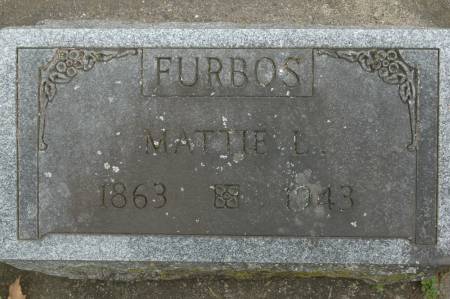 FURBOS
MATTIE L.
1863 1943